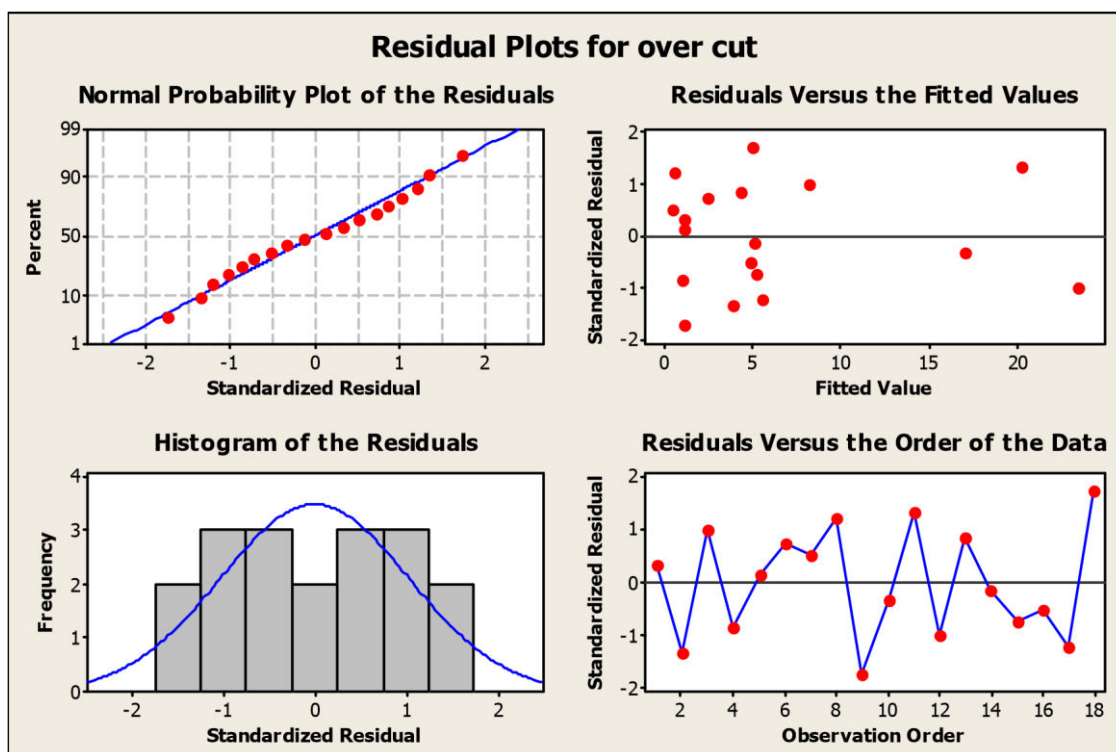 Residual Plots for over cut
Normal Probability Plot of the Residuals
99
90
50
10
1
Percent
-2 -1 0 1 2
Standardized Residual
Residuals Versus the Fitted Values
2
1
0
-1
-2
Standardized Residual
0 5 10 15 20
Fitted Value
Histogram of the Residuals
4
3
2
1
0
Frequency
-2 -1 0 1 2
Standardized Residual
Residuals Versus the Order of the Data
2
1
0
-1
-2
Standardized Residual
2 4 6 8 10 12 14 16 18
Observation Order